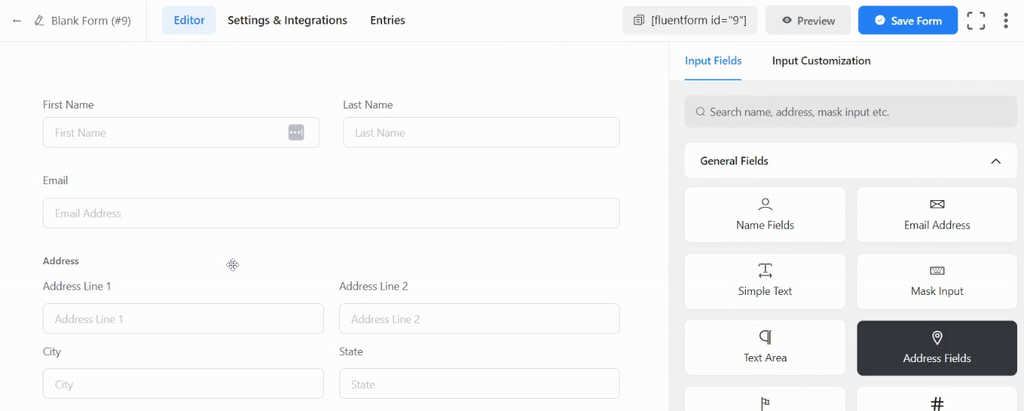 ← Blank Form (#9) Editor Settings & Integrations Entries [fluentform id="9"] Preview Save Form
Input Fields Input Customization
Search name, address, mask input etc.
General Fields
Name Fields Email Address
Simple Text Mask Input
Text Area Address Fields
#
First Name Last Name
First Name Last Name
Email
Email Address
Address
Address Line 1 Address Line 2
Address Line 1 Address Line 2
City State
City State